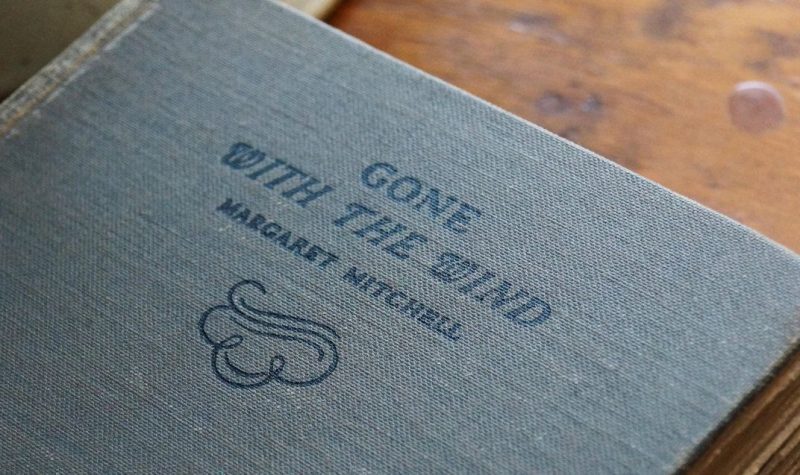 GONE
WITH THE WIND
MARGARET MITCHELL